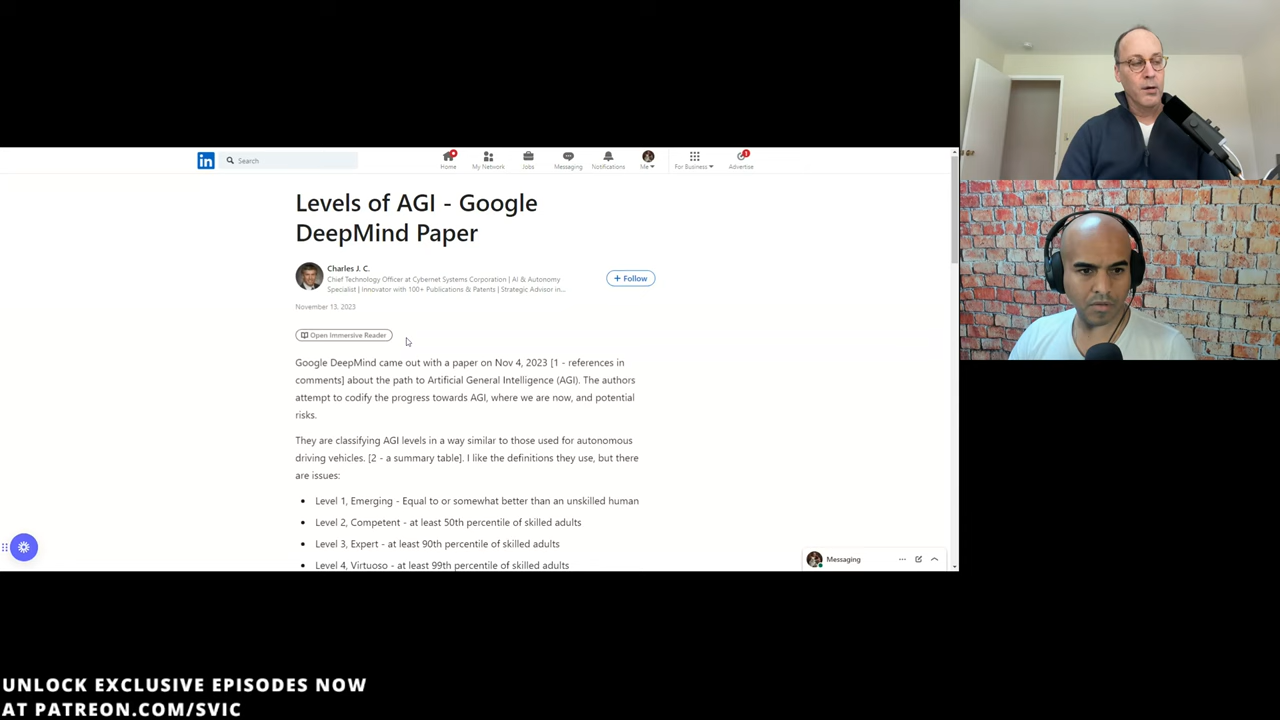 in
Search
Home
My Network
Jobs
Messaging
Notifications
Me
For Business
Advertise
Levels of AGI - Google
DeepMind Paper
Charles J. C.
Chief Technology Officer at Cybernet Systems Corporation | AI & Autonomy
Specialist | Innovator with 100+ Publications & Patents | Strategic Advisor in...
+ Follow
November 13, 2023
Open Immersive Reader
Google DeepMind came out with a paper on Nov 4, 2023 [1 - references in
comments] about the path to Artificial General Intelligence (AGI). The authors
attempt to codify the progress towards AGI, where we are now, and potential
risks.
They are classifying AGI levels in a way similar to those used for autonomous
driving vehicles. [2 - a summary table]. I like the definitions they use, but there
are issues:
• Level 1, Emerging - Equal to or somewhat better than an unskilled human
• Level 2, Competent - at least 50th percentile of skilled adults
• Level 3, Expert - at least 90th percentile of skilled adults
• Level 4, Virtuoso - at least 99th percentile of skilled adults
Messaging
UNLOCK EXCLUSIVE EPISODES NOW
AT PATREON.COM/SVIC